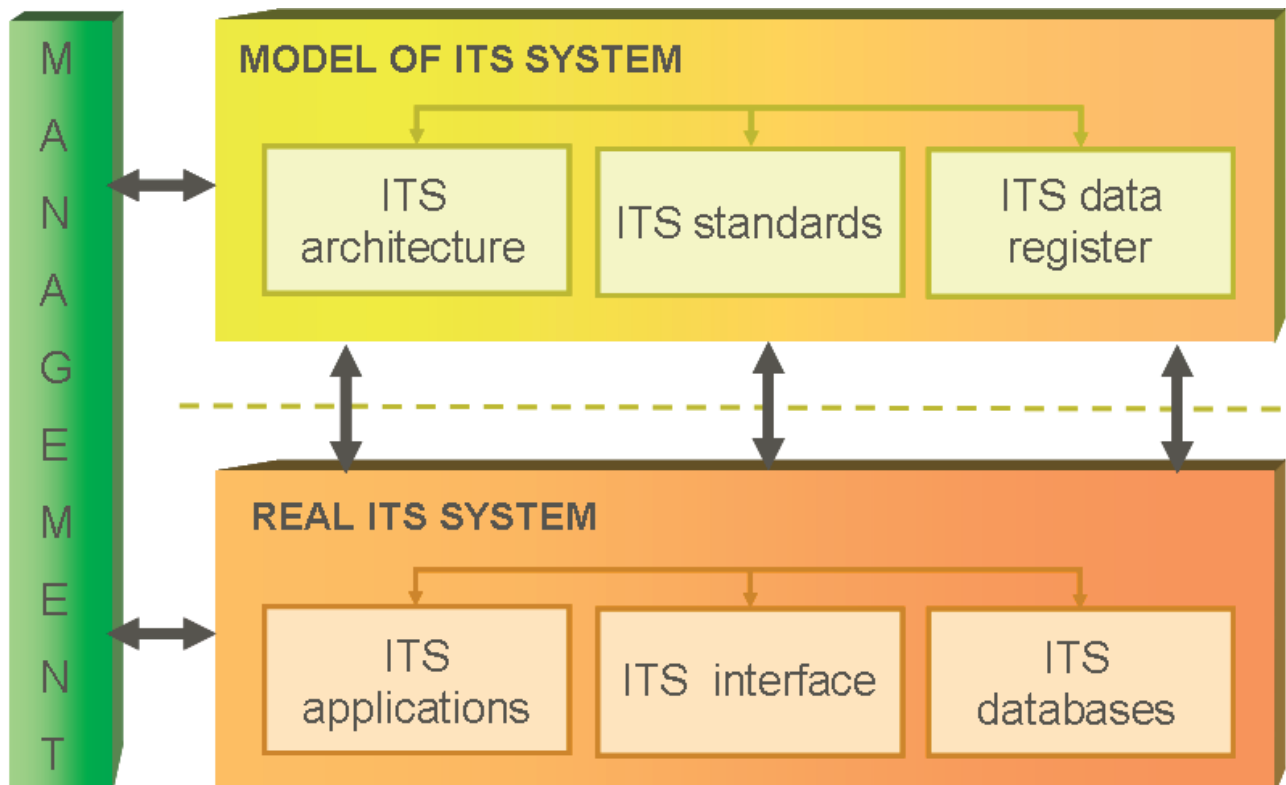 MANAGEMENT
MODEL OF ITS SYSTEM
ITS
architecture
ITS standards
ITS data
register
REAL ITS SYSTEM
ITS
applications
ITS interface
ITS
databases